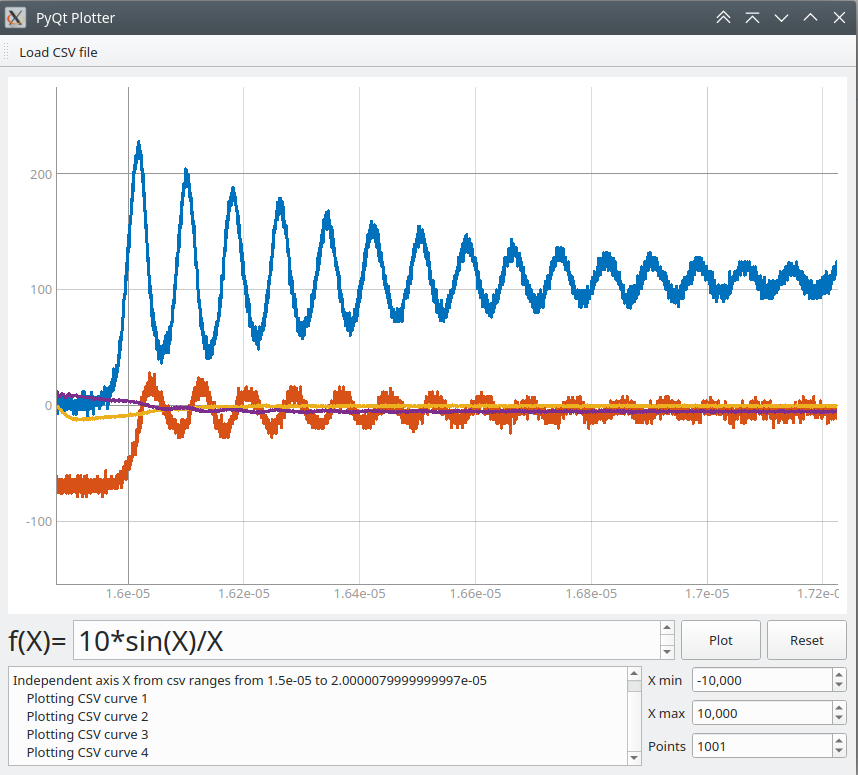 PyQt Plotter
Load CSV file
200
100
0
-100
1.6e-05 1.62e-05 1.64e-05 1.66e-05 1.68e-05 1.7e-05
f(X)= 10*sin(X)/X Plot Reset
Independent axis X from csv ranges from 1.5e-05 to 2.0000079999999997e-05
Plotting CSV curve 1
Plotting CSV curve 2
Plotting CSV curve 3
Plotting CSV curve 4
X min -10,000
X max 10,000
Points 1001